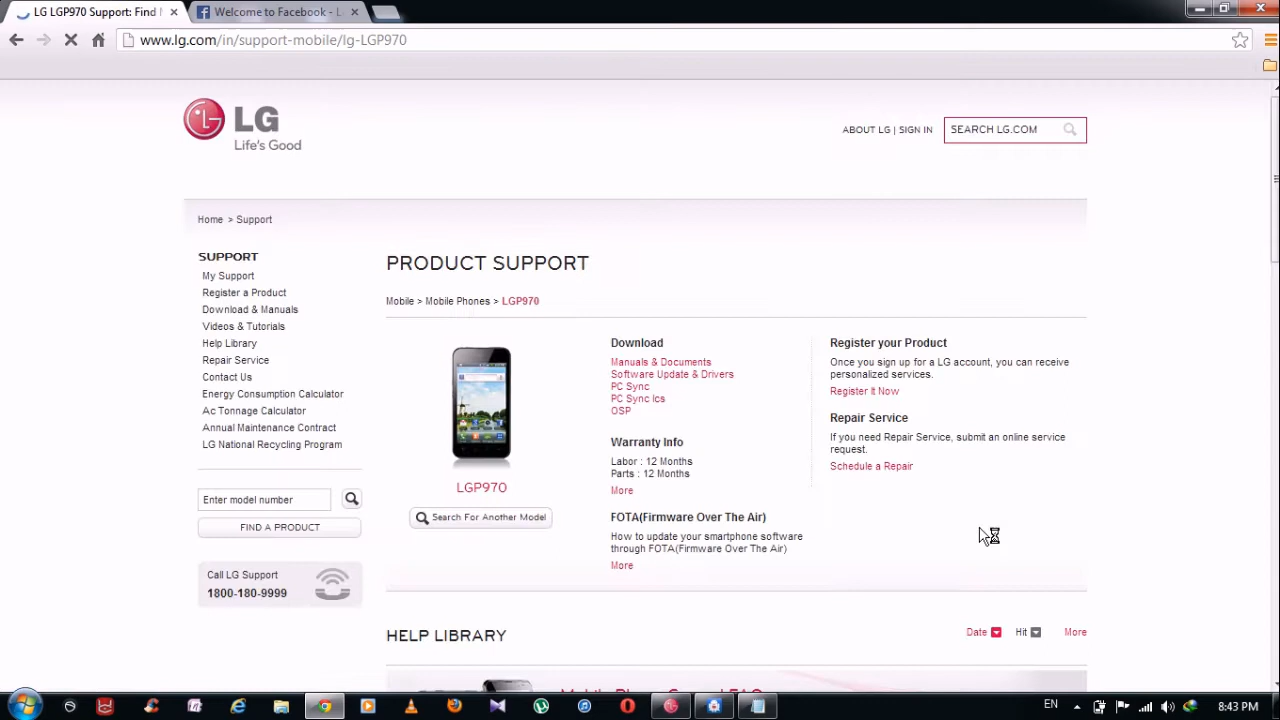 LG LGP970 Support: Find M
Welcome to Facebook - L
www.lg.com/in/support-mobile/lg-LGP970
LG
Life's Good
ABOUT LG | SIGN IN
SEARCH LG.COM
Home > Support
SUPPORT
My Support
Register a Product
Download & Manuals
Videos & Tutorials
Help Library
Repair Service
Contact Us
Energy Consumption Calculator
Ac Tonnage Calculator
Annual Maintenance Contract
LG National Recycling Program
Enter model number
FIND A PRODUCT
Call LG Support
1800-180-9999
PRODUCT SUPPORT
Mobile > Mobile Phones > LGP970
LGP970
Search For Another Model
Download
Manuals & Documents
Software Update & Drivers
PC Sync
PC Sync Ics
OSP
Warranty Info
Labor : 12 Months
Parts : 12 Months
More
FOTA(Firmware Over The Air)
How to update your smartphone software
through FOTA(Firmware Over The Air)
More
Register your Product
Once you sign up for a LG account, you can receive
personalized services.
Register It Now
Repair Service
If you need Repair Service, submit an online service
request.
Schedule a Repair
HELP LIBRARY
Date
Hit
More
EN
8:43 PM